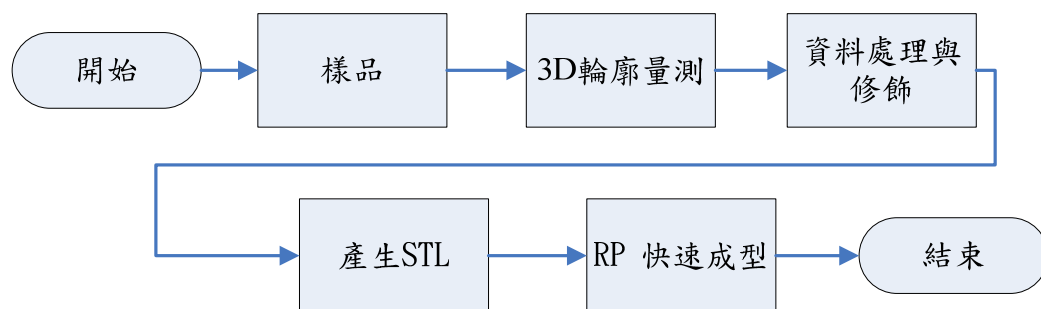 開始
樣品
3D輪廓量測
資料處理與
修飾
產生STL
RP 快速成型
結束